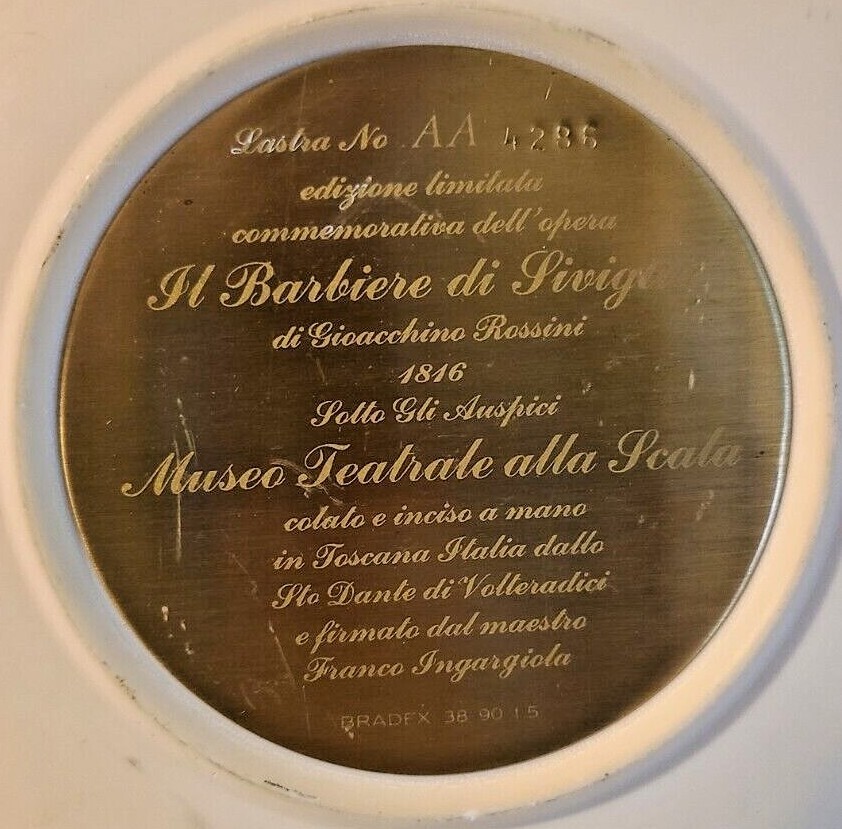 Lastra No AA 4286
edizione limitata
commemorativa dell'opera
Il Barbiere di
di Gioacchino Rossini
1816
Sotto Gli Auspici
Museo Teatrale alla Scala
colato e inciso a mano
in Toscana Italia dallo
Sto Dante di Volteradici
e firmato dal maestro
Franco Ingargiola
BRADEX 38 90 1 5